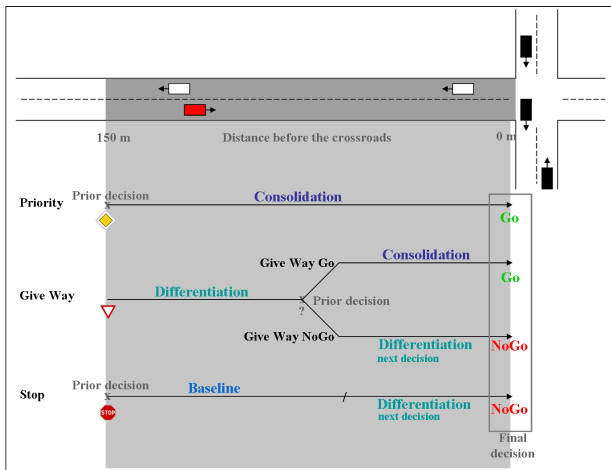 150 m
Distance before the crossroads
0 m
Prior decision
Consolidation
Priority
Go
Give Way Go
Consolidation
Go
Give Way
Differentiation
Prior decision
?
Give Way NoGo
Differentiation
next decision
NoGo
Prior decision
Baseline
Stop
Differentiation
next decision
NoGo
STOP
Final
decision